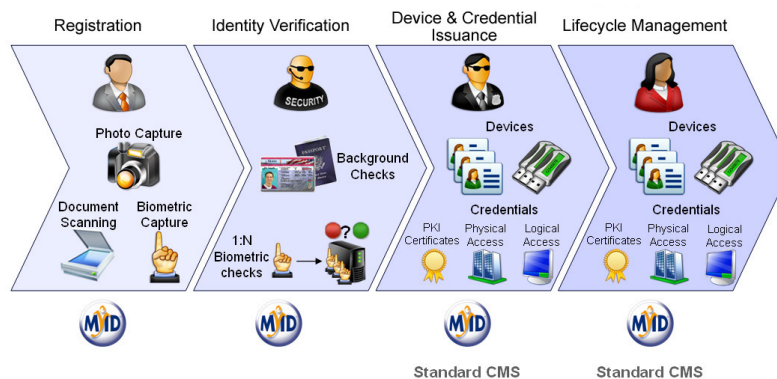 Registration
Identity Verification
Device & Credential
Issuance
Lifecycle Management
Photo Capture
Document
Scanning
Biometric
Capture
SECURITY
PASSPORT
Background
Checks
1:N
Biometric
checks
?
Devices
Credentials
PKI
Certificates
Physical
Access
Logical
Access
Devices
Credentials
PKI
Certificates
Physical
Access
Logical
Access
MyID
MyID
MyID
MyID
Standard CMS
Standard CMS